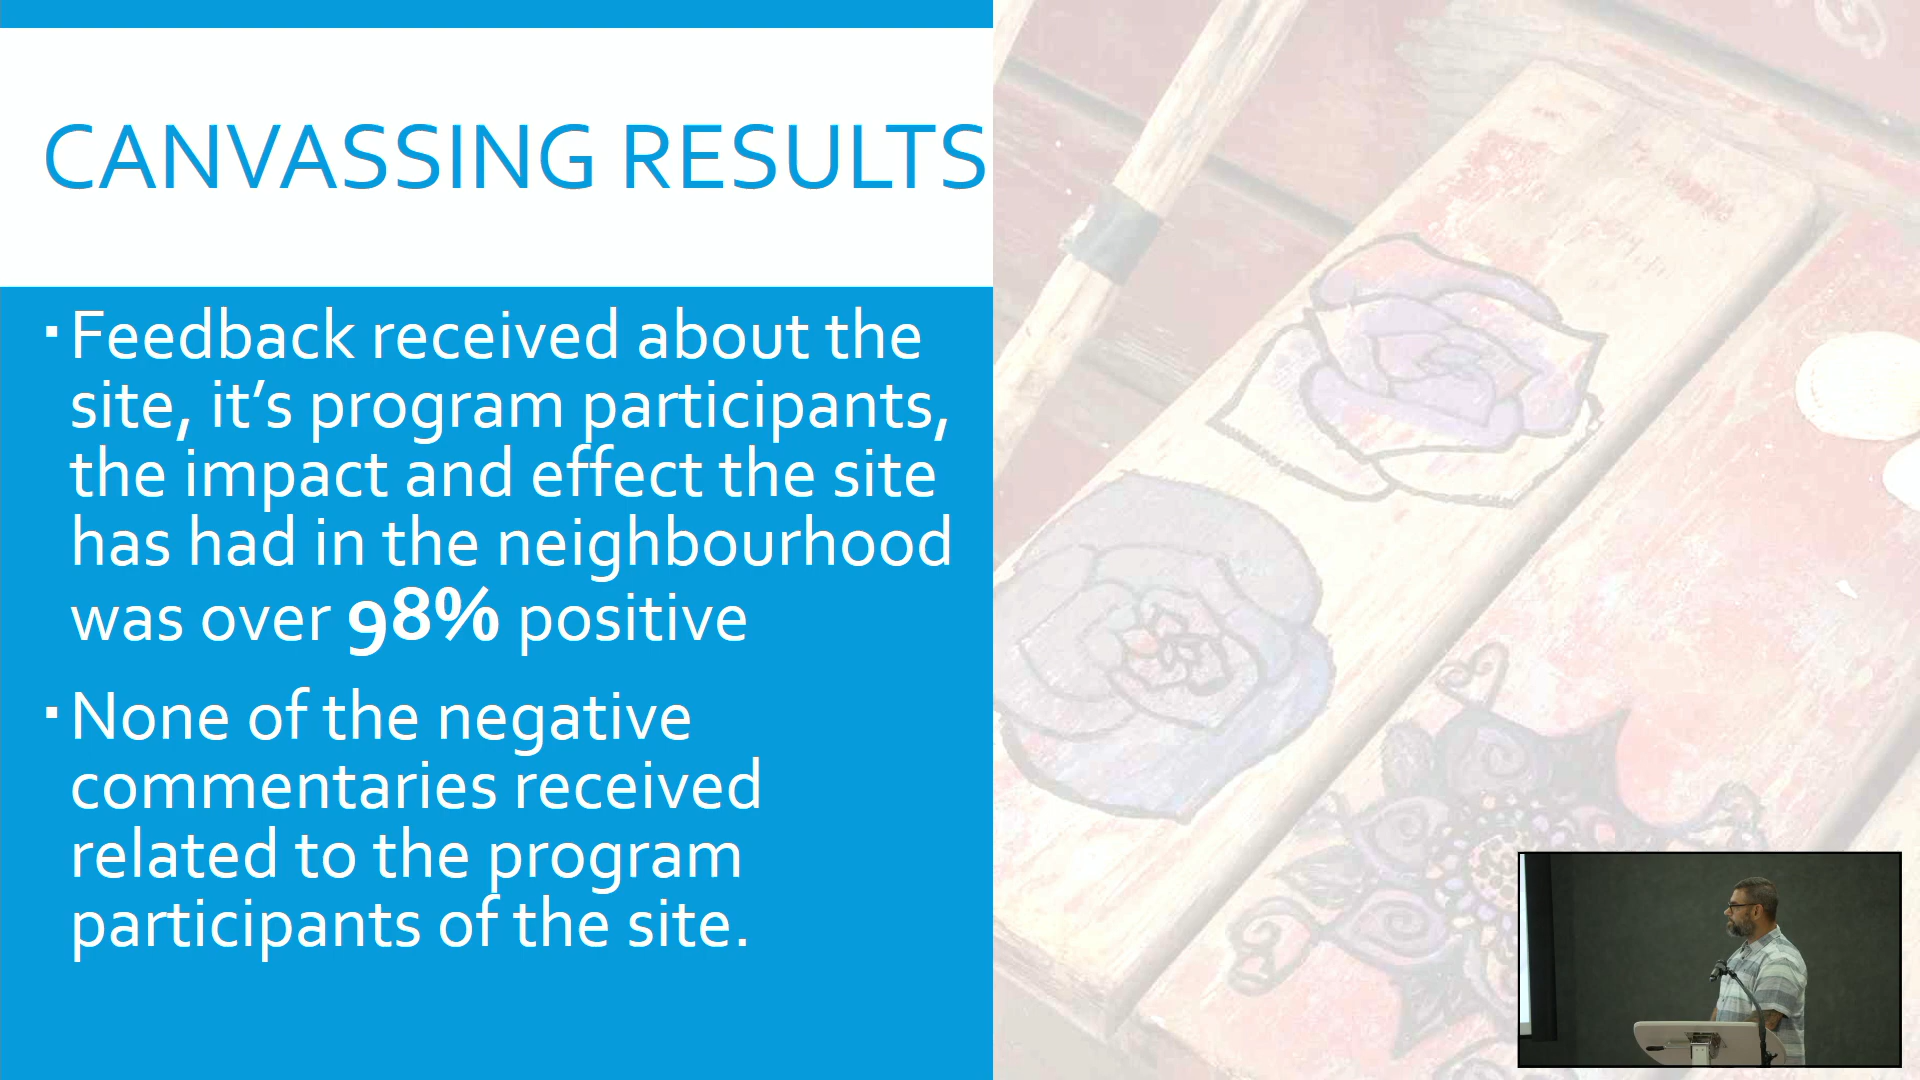 CANVASSING RESULTS
▪ Feedback received about the
site, it’s program participants,
the impact and effect the site
has had in the neighbourhood
was over 98% positive
▪ None of the negative
commentaries received
related to the program
participants of the site.